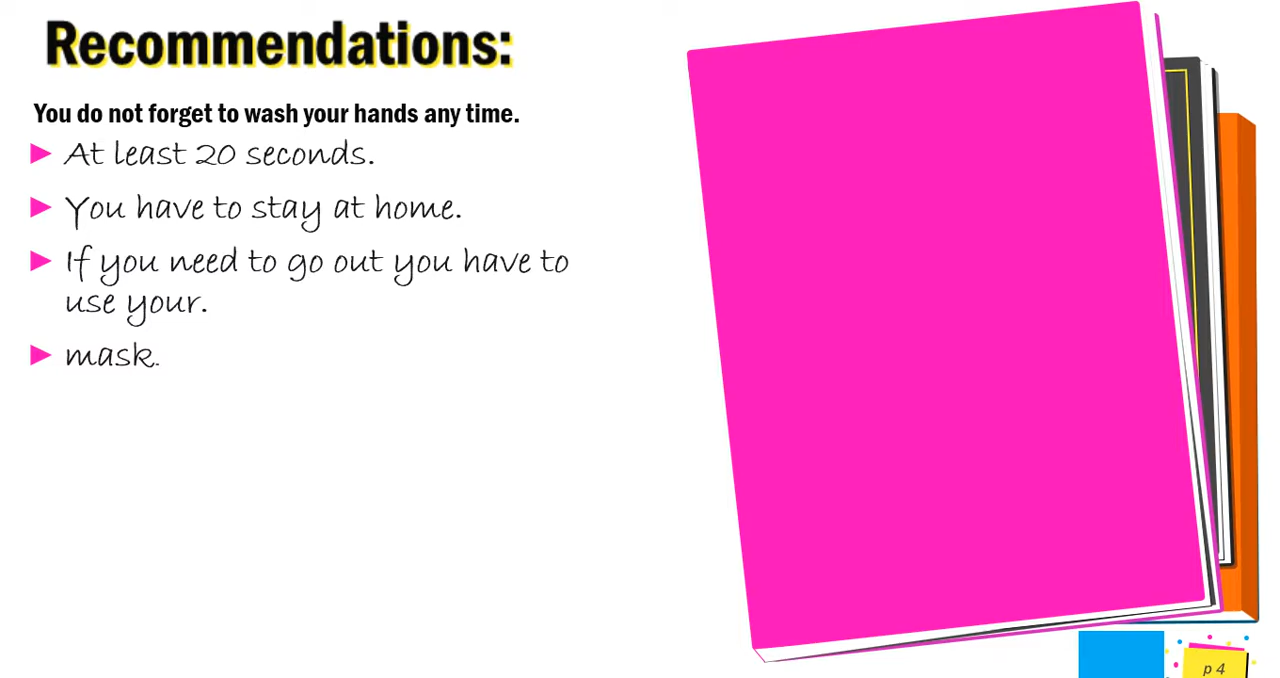 Recommendations:
You do not forget to wash your hands any time.
At least 20 seconds.
You have to stay at home.
If you need to go out you have to
use your.
mask.
p 4